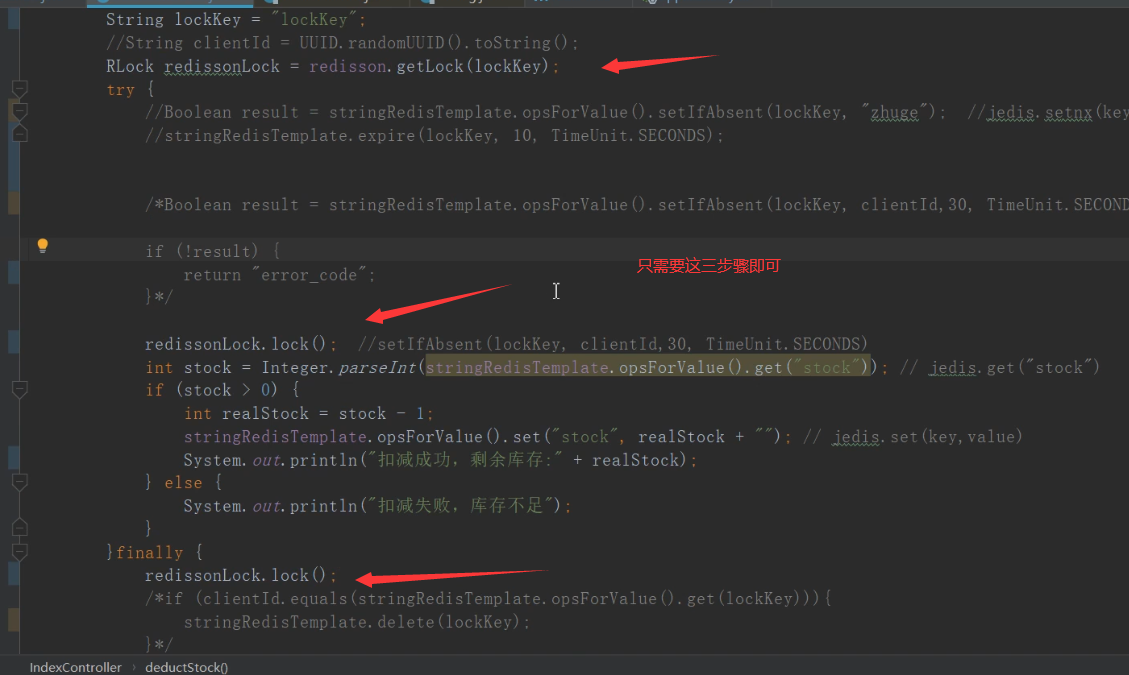 String lockKey = "lockKey";
//String clientId = UUID.randomUUID().toString();
RLock redissonLock = redisson.getLock(lockKey);
try {
//Boolean result = stringRedisTemplate.opsForValue().setIfAbsent(lockKey, "zhuge"); //jedis.setnx(key
//stringRedisTemplate.expire(lockKey, 10, TimeUnit.SECONDS);
/*Boolean result = stringRedisTemplate.opsForValue().setIfAbsent(lockKey, clientId,30, TimeUnit.SECOND
if (!result) {
只需要这三步骤即可
return "error_code";
}*/
redissonLock.lock(); //setIfAbsent(lockKey, clientId,30, TimeUnit.SECONDS)
int stock = Integer.parseInt(stringRedisTemplate.opsForValue().get("stock")); // jedis.get("stock")
if (stock > 0) {
int realStock = stock - 1;
stringRedisTemplate.opsForValue().set("stock", realStock + ""); // jedis.set(key,value)
System.out.println("扣减成功，剩余库存:" + realStock);
} else {
System.out.println("扣减失败，库存不足");
}
}finally {
redissonLock.lock();
/*if (clientId.equals(stringRedisTemplate.opsForValue().get(lockKey))){
stringRedisTemplate.delete(lockKey);
}*/
IndexController › deductStock()